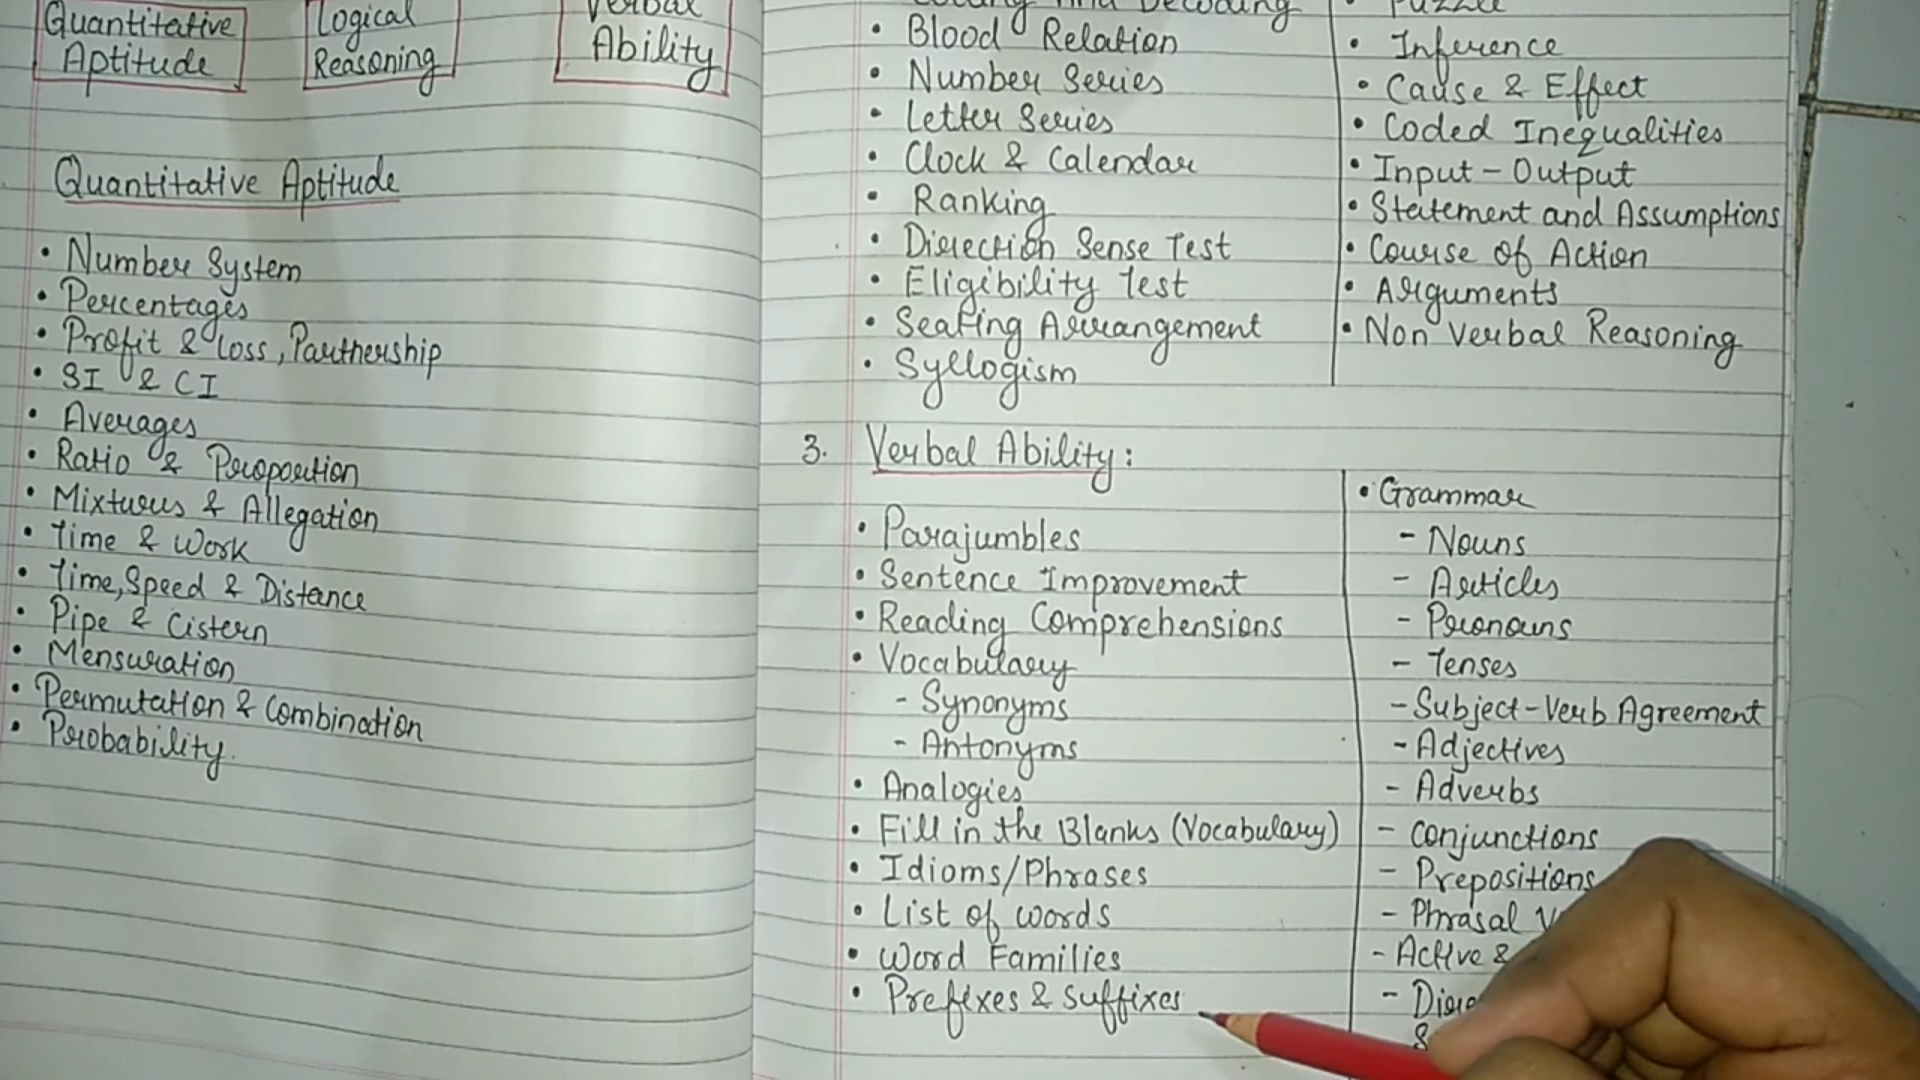 Quantitative
Aptitude
Logical
Reasoning
Verbal
Ability
Quantitative Aptitude
• Number System
• Percentages
• Profit & Loss, Partnership
• SI & CI
• Averages
• Ratio & Proportion
• Mixtures & Allegation
• Time & Work
• Time, Speed & Distance
• Pipe & Cistern
• Mensuration
• Permutation & Combination
• Probability.
Coding And Decoding
• Blood Relation
• Number Series
• Letter Series
• Clock & Calendar
• Ranking
• Direction Sense Test
• Eligibility Test
• Seating Arrangement
• Syllogism
• Puzzle
• Inference
• Cause & Effect
• Coded Inequalities
• Input - Output
• Statement and Assumptions
• Course of Action
• Arguments
• Non Verbal Reasoning
3. Verbal Ability:
• Parajumbles
• Sentence Improvement
• Reading Comprehensions
• Vocabulary
- Synonyms
- Antonyms
• Analogies
• Fill in the Blanks (Vocabulary)
• Idioms/Phrases
• List of words
• Word Families
• Prefixes & Suffixes
• Grammar
- Nouns
- Articles
- Pronouns
- Tenses
- Subject-Verb Agreement
- Adjectives
- Adverbs
- Conjunctions
- Prepositions
- Phrasal
- Active &